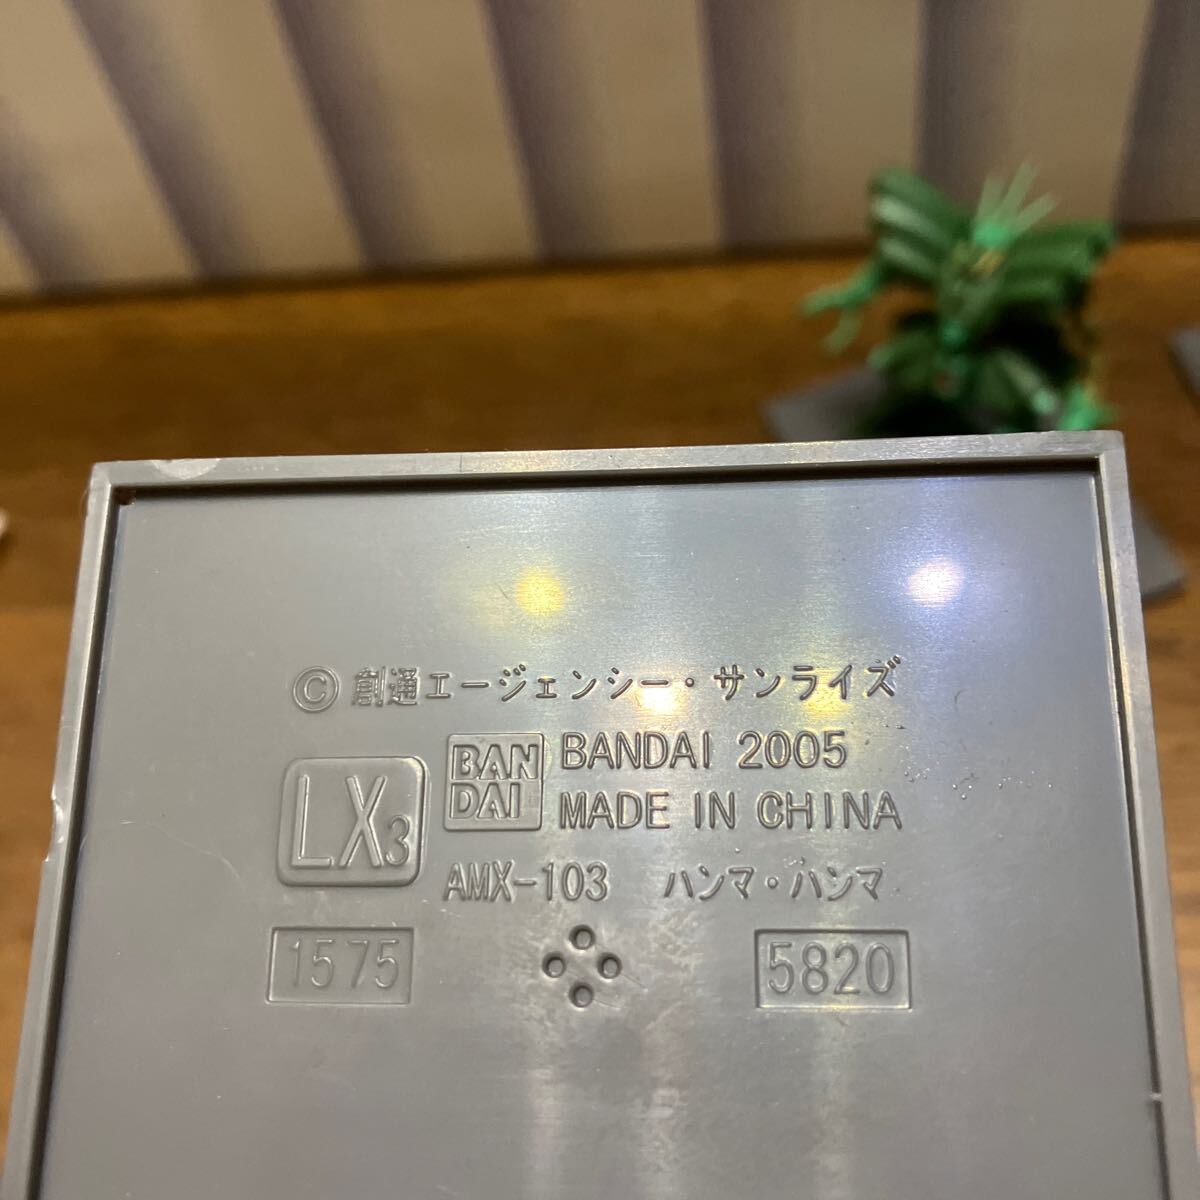 © 創通エージェンシー・サンライズ
LX3
BAN
DAI
BANDAI 2005
MADE IN CHINA
AMX-103 ハンマ・ハンマ
1575
5820